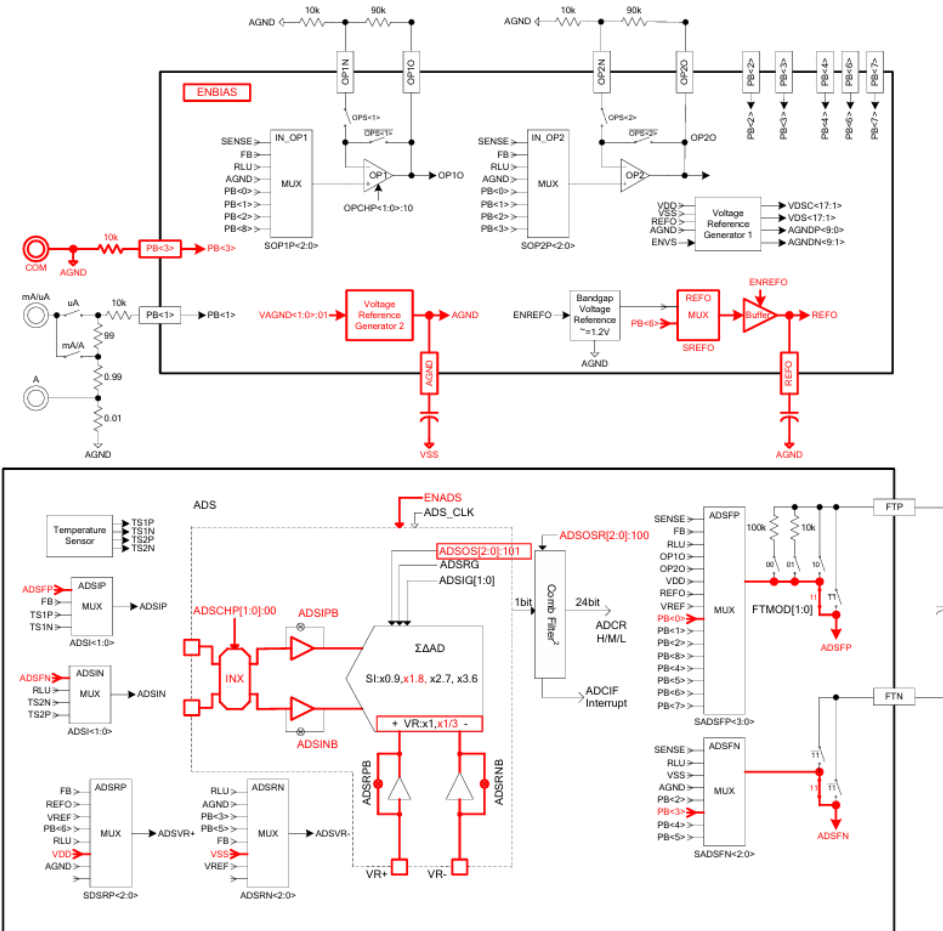 AGND
10k
90k
AGND
10k
90k
OP1N
OP1O
OP2N
OP2O
PB<2>
PB<3>
PB<4>
PB<6>
PB<7>
ENBIAS
OPS<1>
OPS<1>
OPS<2>
OPS<2>
PB<2>
PB<3>
PB<4>
PB<6>
PB<7>
IN_OP1
SENSE
FB
RLU
AGND
PB<0>
PB<1>
PB<2>
PB<8>
MUX
SOP1P<2:0>
-
+
OP1
OP1O
OPCHP<1:0>:10
IN_OP2
SENSE
FB
RLU
AGND
PB<0>
PB<1>
PB<2>
PB<3>
MUX
SOP2P<2:0>
-
+
OP2
OP2O
VDD
VSS
REFO
AGND
ENVS
Voltage
Reference
Generator 1
VDSC<17:1>
VDS<17:1>
AGNDP<9:0>
AGNDN<9:1>
COM
AGND
10k
PB<3>
PB<3>
mA/uA
uA
10k
PB<1>
PB<1>
mA/A
99
A
0.99
0.01
AGND
VAGND<1:0>:01
Voltage
Reference
Generator 2
AGND
AGND
VSS
ENREFO
Bandgap
Voltage
Reference
~=1.2V
AGND
PB<6>
REFO
MUX
SREFO
ENREFO
Buffer
REFO
REFO
AGND
ADS
ENADS
ADS_CLK
Temperature
Sensor
TS1P
TS1N
TS2P
TS2N
ADSFP
FB
TS1P
TS1N
ADSIP
MUX
ADSIP
ADSI<1:0>
ADSFN
RLU
TS2N
TS2P
ADSIN
MUX
ADSIN
ADSI<1:0>
ADSOS[2:0]:101
ADSRG
ADSIG[1:0]
ADSCHP[1:0]:00
ADSIPB
INX
ADSINB
ΣΔAD
SI:x0.9, x1.8, x2.7, x3.6
+ VR:x1,x1/3 -
ADSRPB
ADSRNB
VR+
VR-
ADSOSR[2:0]:100
1bit
Comb Filter²
24bit
ADCR
H/M/L
ADCIF
Interrupt
FB
REFO
VREF
PB<6>
RLU
VDD
AGND
ADSRP
MUX
ADSVR+
SDSRP<2:0>
RLU
AGND
PB<3>
PB<5>
FB
VSS
VREF
ADSRN
MUX
ADSVR-
ADSRN<2:0>
SENSE
FB
RLU
OP1O
OP2O
VDD
REFO
VREF
PB<0>
PB<1>
PB<2>
PB<8>
PB<4>
PB<5>
PB<6>
PB<7>
ADSFP
MUX
SADSFP<3:0>
100k
10k
00
01
10
11
11
FTMOD[1:0]
ADSFP
FTP
FTN
SENSE
RLU
VSS
AGND
PB<2>
PB<3>
PB<4>
PB<5>
ADSFN
MUX
SADSFN<2:0>
11
11
11
ADSFN